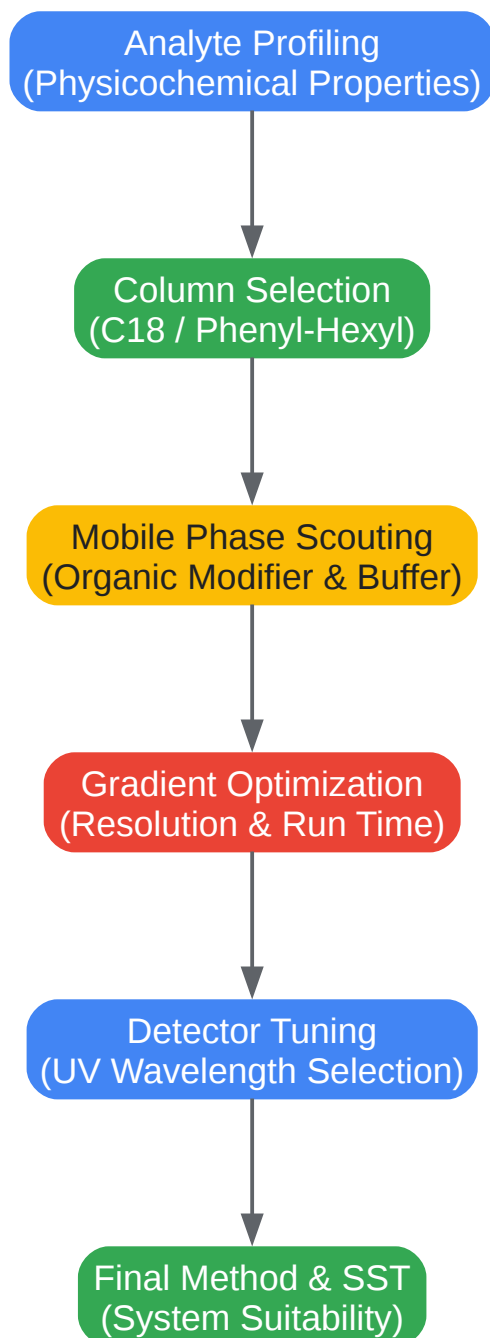 Analyte Profiling
(Physicochemical Properties)
Column Selection
(C18 / Phenyl-Hexyl)
Mobile Phase Scouting
(Organic Modifier & Buffer)
Gradient Optimization
(Resolution & Run Time)
Detector Tuning
(UV Wavelength Selection)
Final Method & SST
(System Suitability)